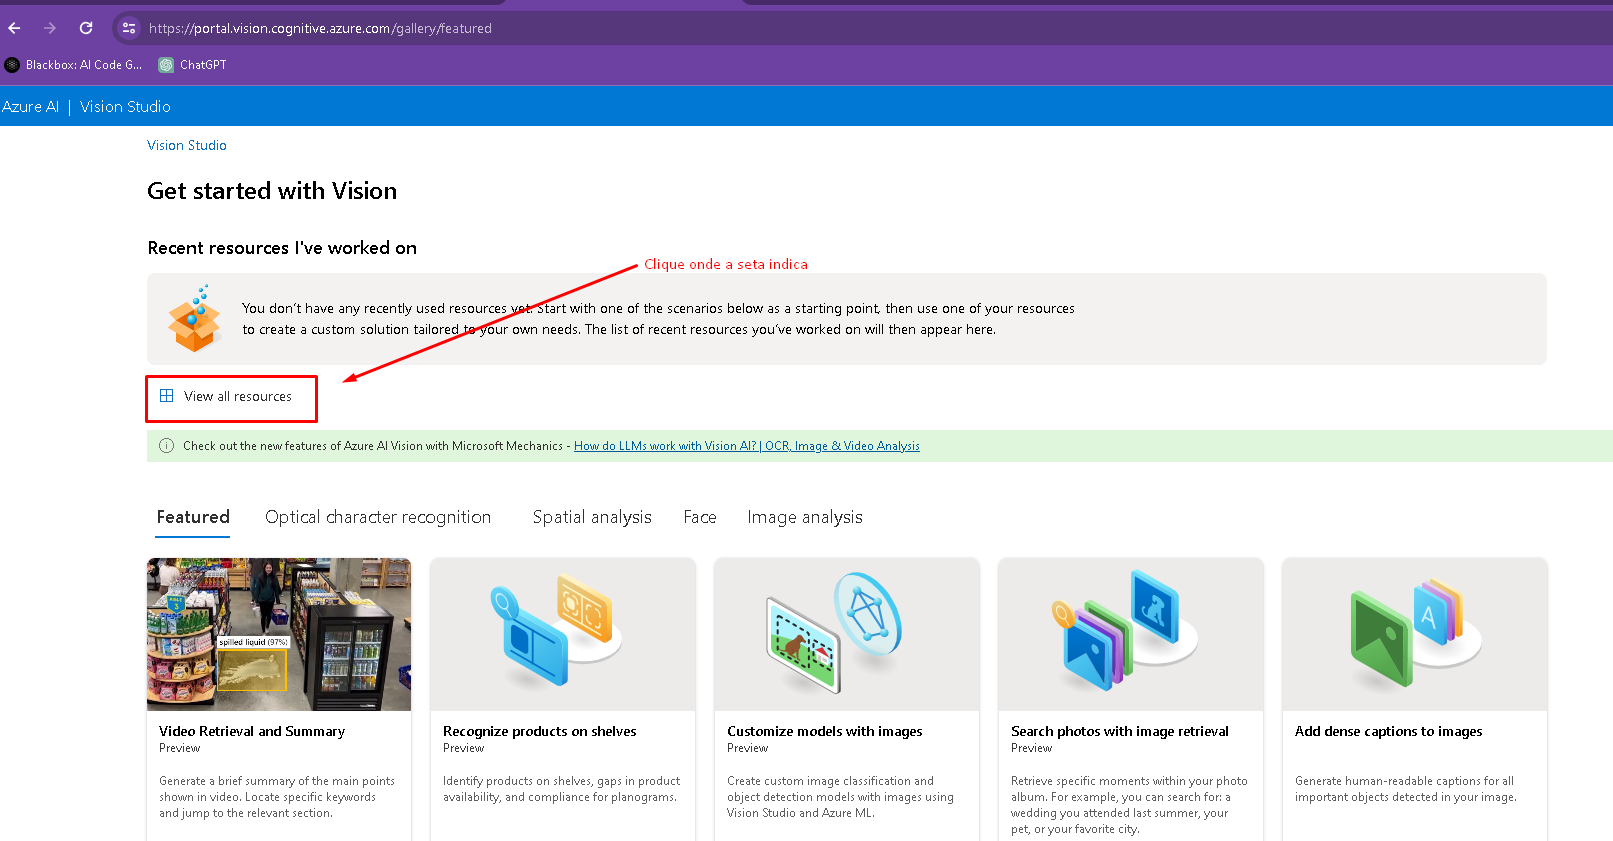 https://portal.vision.cognitive.azure.com/gallery/featured
Blackbox: AI Code G...
ChatGPT
Azure AI | Vision Studio
Vision Studio
Get started with Vision
Recent resources I've worked on
Clique onde a seta indica
You don't have any recently used resources yet. Start with one of the scenarios below as a starting point, then use one of your resources
to create a custom solution tailored to your own needs. The list of recent resources you've worked on will then appear here.
View all resources
Check out the new features of Azure AI Vision with Microsoft Mechanics - How do LLMs work with Vision AI? | OCR, Image & Video Analysis
Featured
Optical character recognition
Spatial analysis
Face
Image analysis
AISLE
3
spilled liquid (97%)
A
Video Retrieval and Summary
Preview
Generate a brief summary of the main points
shown in video. Locate specific keywords
and jump to the relevant section.
Recognize products on shelves
Preview
Identify products on shelves, gaps in product
availability, and compliance for planograms.
Customize models with images
Preview
Create custom image classification and
object detection models with images using
Vision Studio and Azure ML.
Search photos with image retrieval
Preview
Retrieve specific moments within your photo
album. For example, you can search for: a
wedding you attended last summer, your
pet, or your favorite city.
Add dense captions to images
Generate human-readable captions for all
important objects detected in your image.